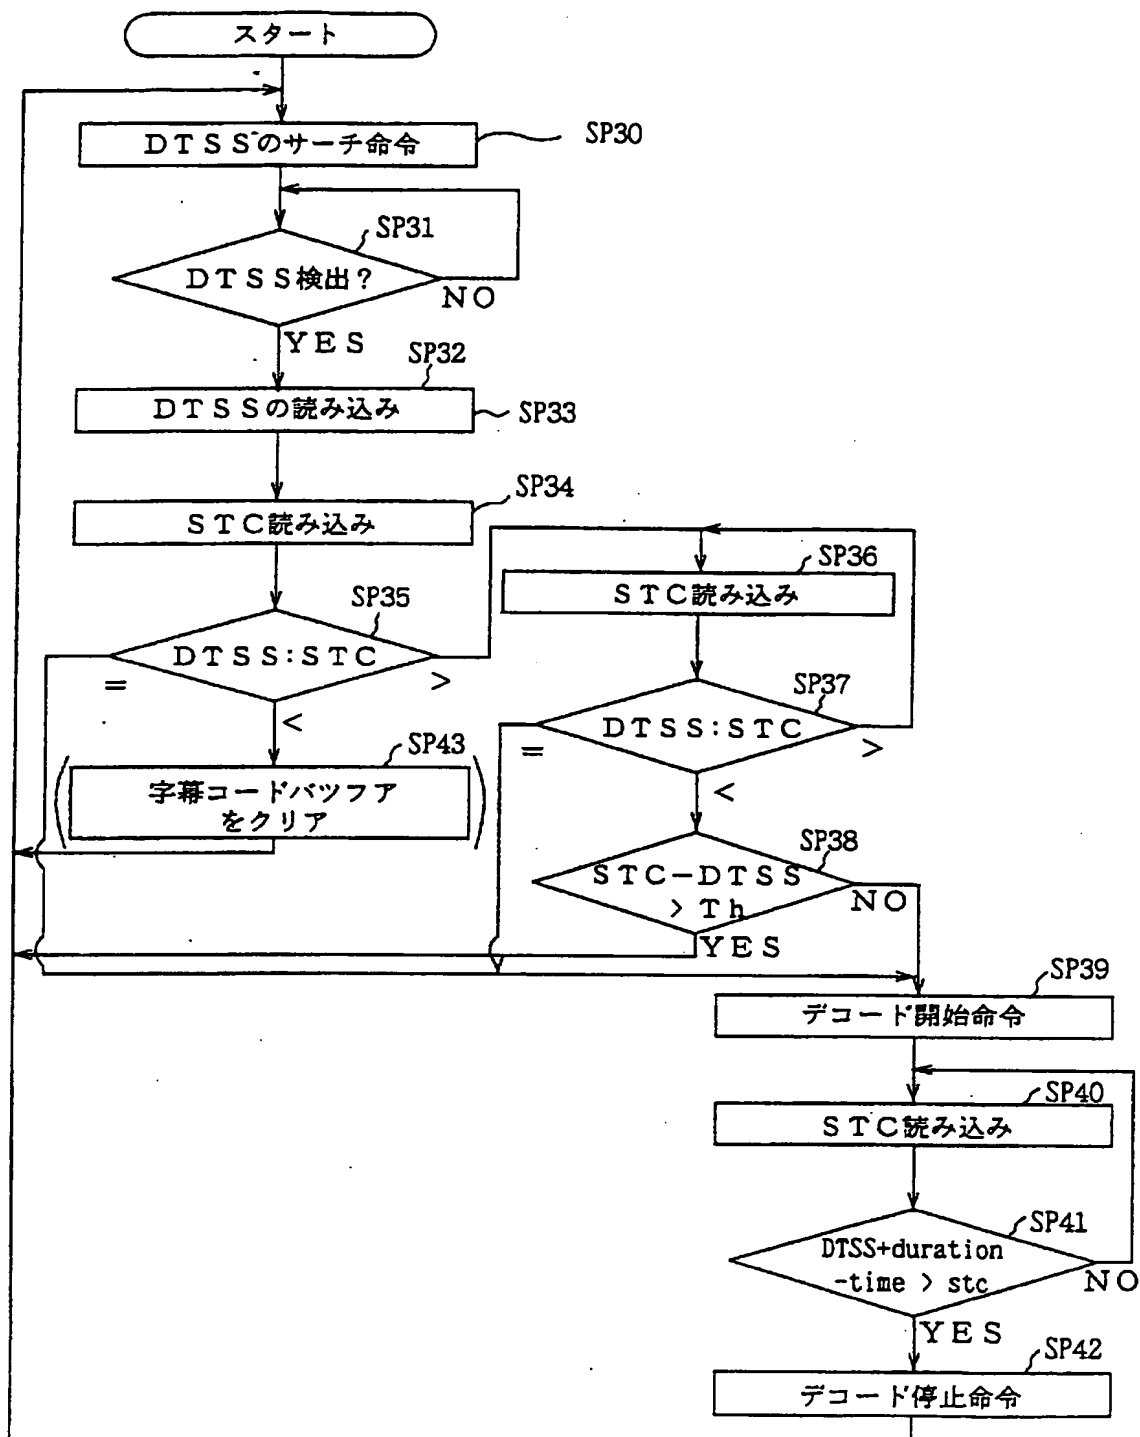 スタート
DTSSのサーチ命令
SP30
SP31
DTSS検出?
NO
YES
SP32
DTSSの読み込み
SP33
SP34
STC読み込み
SP36
STC読み込み
SP35
DTSS:STC
=
>
<
SP37
DTSS:STC
=
>
<
SP43
字幕コードバツフア
をクリア
SP38
STC-DTSS
> Th
NO
YES
SP39
デコード開始命令
SP40
STC読み込み
SP41
DTSS+duration
-time > stc
NO
YES
SP42
デコード停止命令